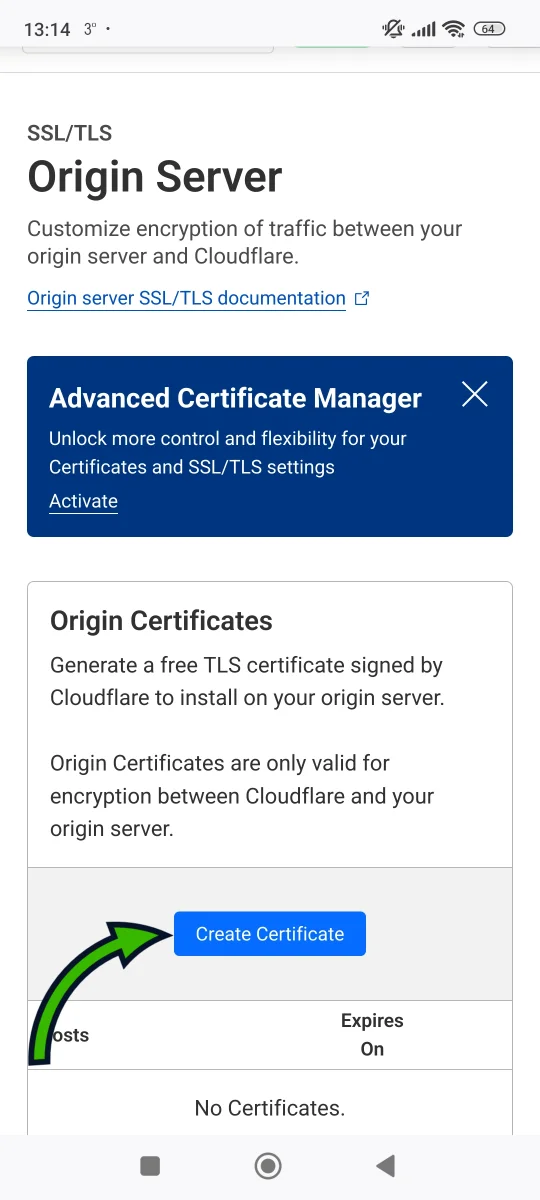 13:14 3° ·
64
SSL/TLS
Origin Server
Customize encryption of traffic between your
origin server and Cloudflare.
Origin server SSL/TLS documentation
Advanced Certificate Manager
Unlock more control and flexibility for your
Certificates and SSL/TLS settings
Activate
Origin Certificates
Generate a free TLS certificate signed by
Cloudflare to install on your origin server.
Origin Certificates are only valid for
encryption between Cloudflare and your
origin server.
Create Certificate
osts
Expires
On
No Certificates.